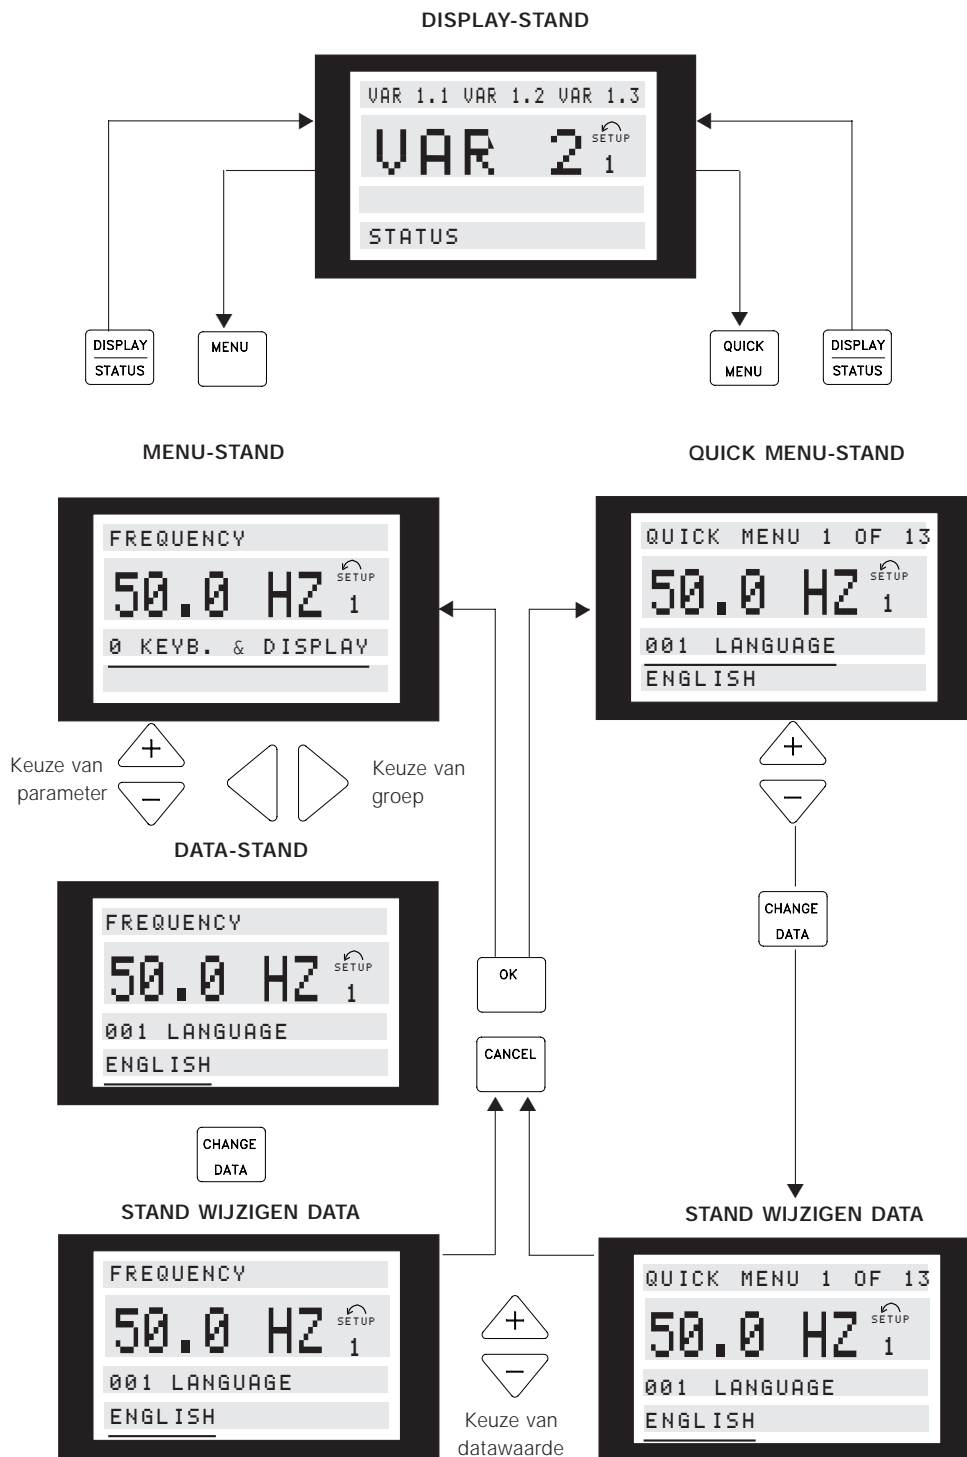 DISPLAY-STAND
VAR 1.1 VAR 1.2 VAR 1.3
VAR 2
SETUP
1
STATUS
DISPLAY
STATUS
MENU
QUICK
MENU
DISPLAY
STATUS
MENU-STAND
FREQUENCY
50.0 HZ
SETUP
1
0 KEYB. & DISPLAY
QUICK MENU-STAND
QUICK MENU 1 OF 13
50.0 HZ
SETUP
1
001 LANGUAGE
ENGLISH
+
-
Keuze van
parameter
Keuze van
groep
+
-
DATA-STAND
FREQUENCY
50.0 HZ
SETUP
1
001 LANGUAGE
ENGLISH
OK
CANCEL
CHANGE
DATA
CHANGE
DATA
STAND WIJZIGEN DATA
FREQUENCY
50.0 HZ
SETUP
1
001 LANGUAGE
ENGLISH
+
-
Keuze van
datawaarde
STAND WIJZIGEN DATA
QUICK MENU 1 OF 13
50.0 HZ
SETUP
1
001 LANGUAGE
ENGLISH